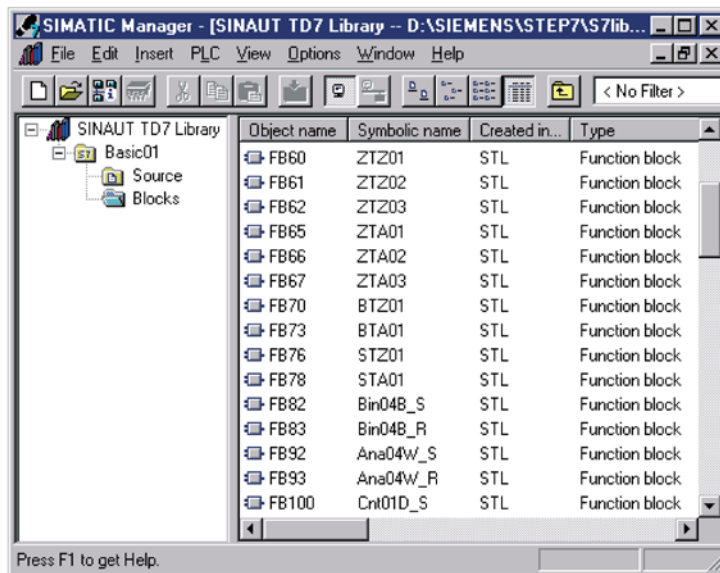 SIMATIC Manager - [SINAUT TD7 Library -- D:\SIEMENS\STEP7\S7lib...
File Edit Insert PLC View Options Window Help
< No Filter >
SINAUT TD7 Library
Basic01
Source
Blocks
Object name Symbolic name Created in... Type
FB60 ZTZ01 STL Function block
FB61 ZTZ02 STL Function block
FB62 ZTZ03 STL Function block
FB65 ZTA01 STL Function block
FB66 ZTA02 STL Function block
FB67 ZTA03 STL Function block
FB70 BTZ01 STL Function block
FB73 BTA01 STL Function block
FB76 STZ01 STL Function block
FB78 STA01 STL Function block
FB82 Bin04B_S STL Function block
FB83 Bin04B_R STL Function block
FB92 Ana04W_S STL Function block
FB93 Ana04W_R STL Function block
FB100 Cnt01D_S STL Function block
Press F1 to get Help.